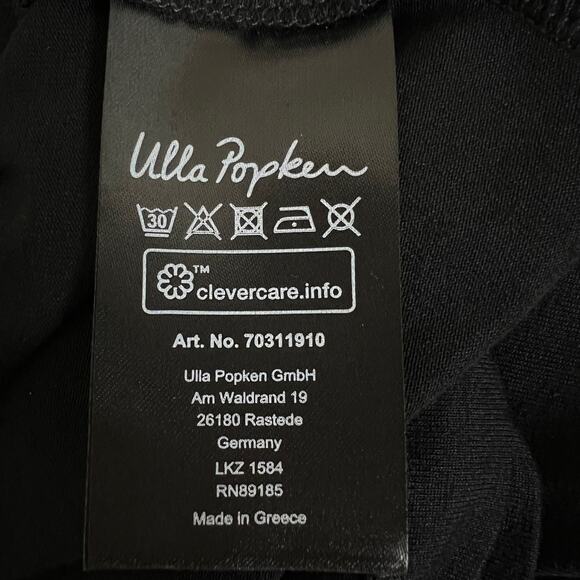 Ulla Popken
30
TM
clevercare.info
Art. No. 70311910
Ulla Popken GmbH
Am Waldrand 19
26180 Rastede
Germany
LKZ 1584
RN89185
Made in Greece